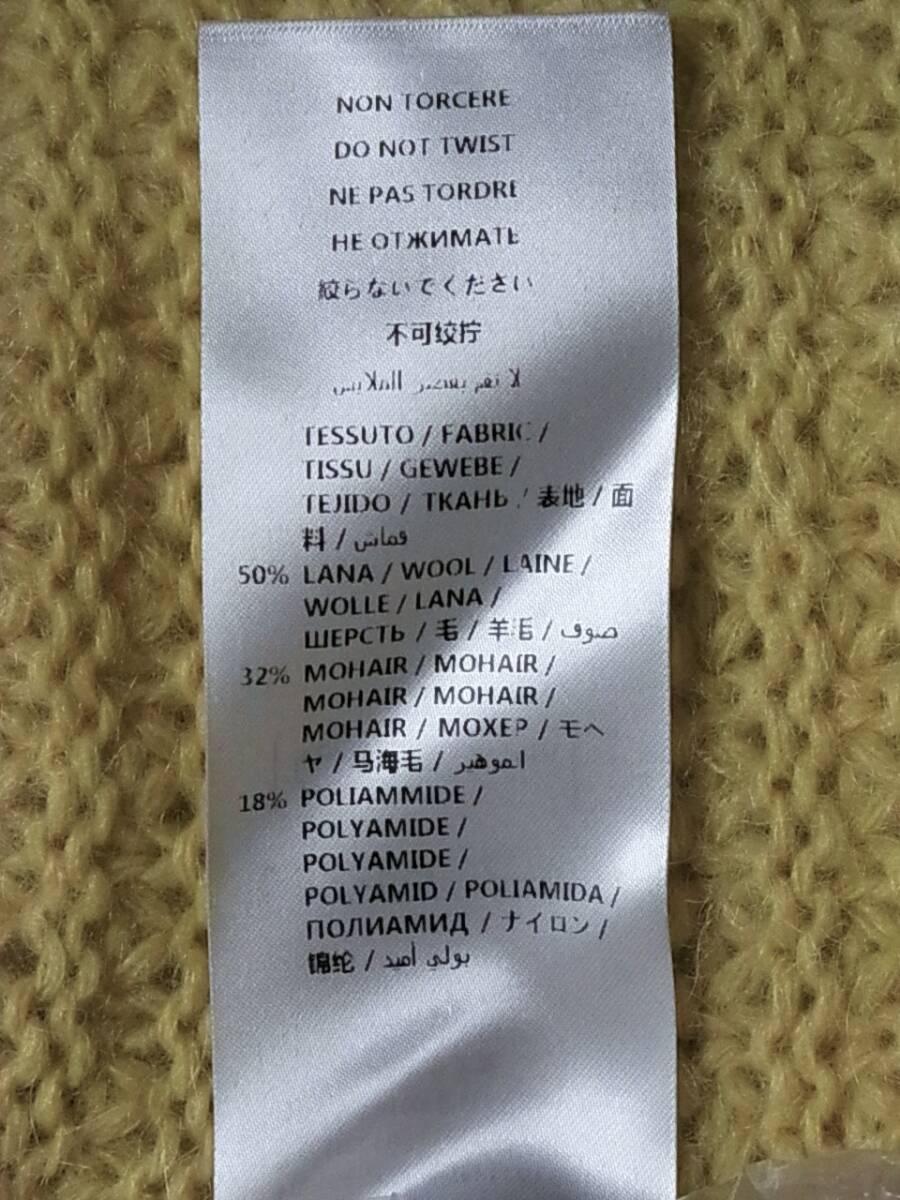 NON TORCERE
DO NOT TWIST
NE PAS TORDRE
НЕ ОТЖИМАТЬ
絞らないでください
不可绞拧
لا تقم بعصر الملابس
TESSUTO / FABRIC /
TISSU / GEWEBE /
TEJIDO / ТКАНЬ / 表地 / 面
料 / قماش
50% LANA / WOOL / LAINE /
WOLLE / LANA /
ШЕРСТЬ / 毛 / 羊毛 / صوف
32% MOHAIR / MOHAIR /
MOHAIR / MOHAIR /
MOHAIR / МОХЕР / モヘ
ヤ / 马海毛 / الموهير
18% POLIAMMIDE /
POLYAMIDE /
POLYAMIDE /
POLYAMID / POLIAMIDA /
ПОЛИАМИД / ナイロン /
锦纶 / بولي أميد